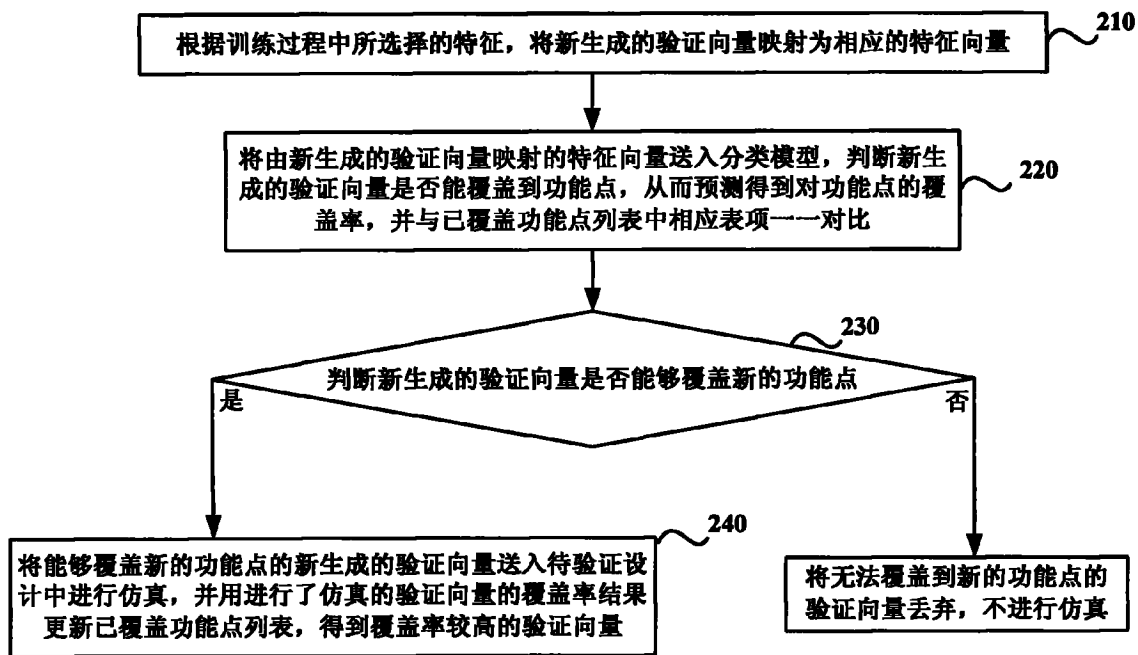 210
根据训练过程中所选择的特征，将新生成的验证向量映射为相应的特征向量
220
将由新生成的验证向量映射的特征向量送入分类模型，判断新生
成的验证向量是否能覆盖到功能点，从而预测得到对功能点的覆
盖率，并与已覆盖功能点列表中相应表项一一对比
230
判断新生成的验证向量是否能够覆盖新的功能点
是
否
240
将能够覆盖新的功能点的新生成的验证向量送入待验证设
计中进行仿真，并用进行了仿真的验证向量的覆盖率结果
更新已覆盖功能点列表，得到覆盖率较高的验证向量
将无法覆盖到新的功能点的
验证向量丢弃，不进行仿真